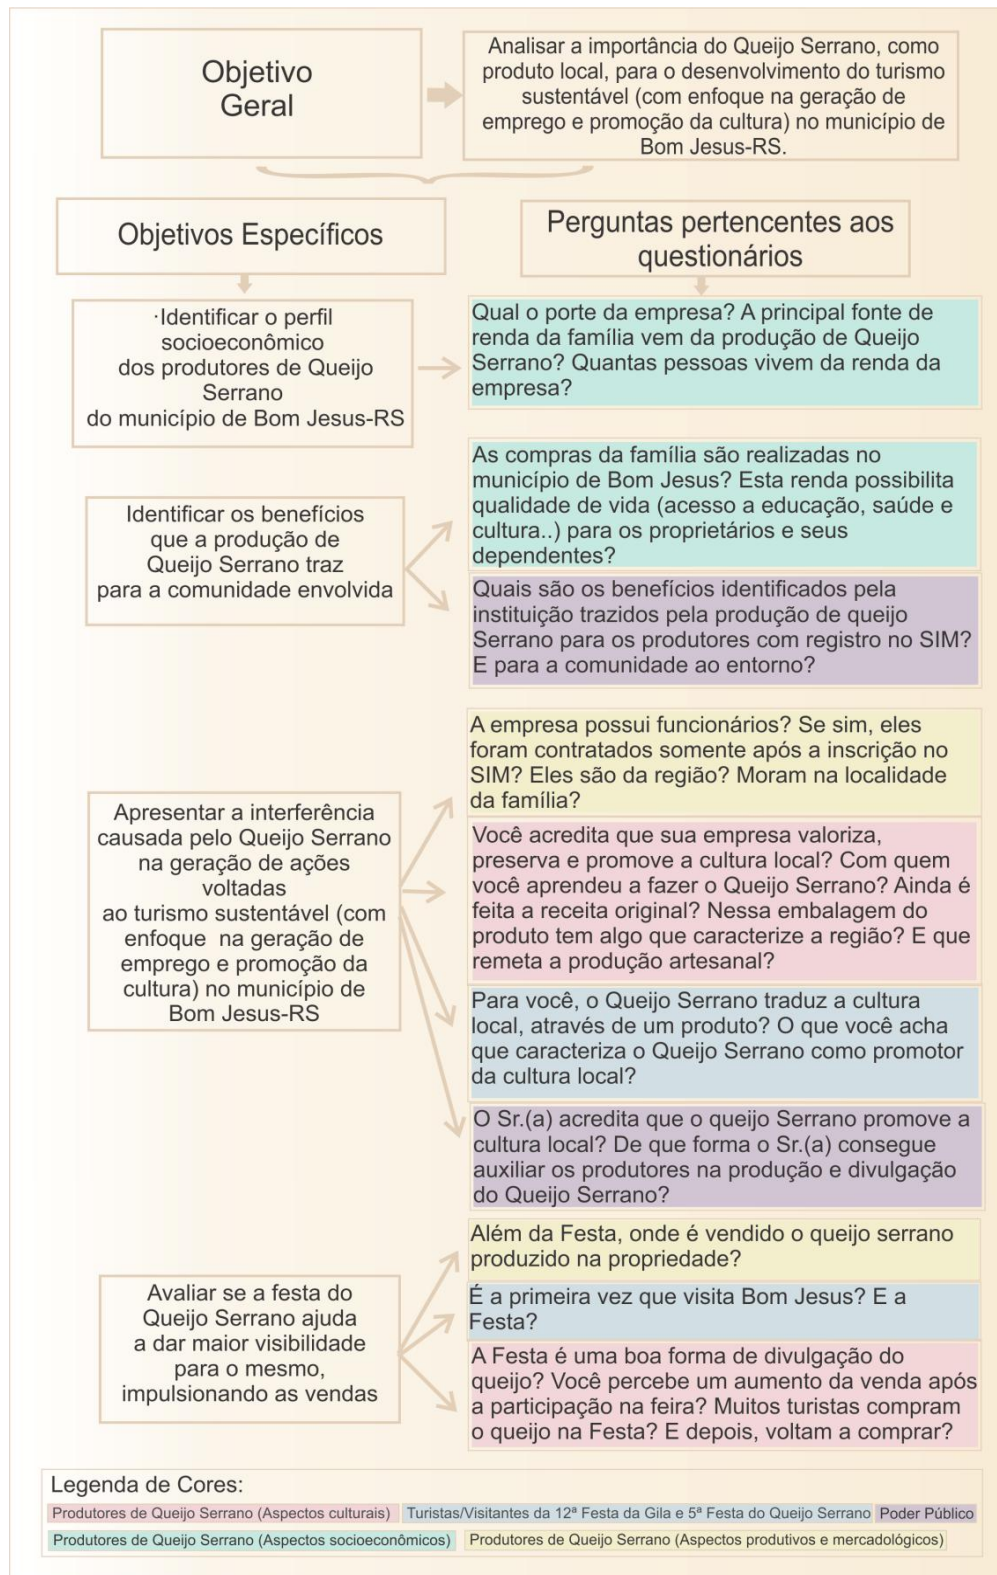 Objetivo
Geral
Analisar a importância do Queijo Serrano, como
produto local, para o desenvolvimento do turismo
sustentável (com enfoque na geração de
emprego e promoção da cultura) no município de
Bom Jesus-RS.
Objetivos Específicos
Perguntas pertencentes aos
questionários
·Identificar o perfil
socioeconômico
dos produtores de Queijo
Serrano
do município de Bom Jesus-RS
Qual o porte da empresa? A principal fonte de
renda da família vem da produção de Queijo
Serrano? Quantas pessoas vivem da renda da
empresa?
Identificar os benefícios
que a produção de
Queijo Serrano traz
para a comunidade envolvida
As compras da família são realizadas no
município de Bom Jesus? Esta renda possibilita
qualidade de vida (acesso a educação, saúde e
cultura..) para os proprietários e seus
dependentes?
Quais são os benefícios identificados pela
instituição trazidos pela produção de queijo
Serrano para os produtores com registro no SIM?
E para a comunidade ao entorno?
Apresentar a interferência
causada pelo Queijo Serrano
na geração de ações
voltadas
ao turismo sustentável (com
enfoque na geração de
emprego e promoção da
cultura) no município de
Bom Jesus-RS
A empresa possui funcionários? Se sim, eles
foram contratados somente após a inscrição no
SIM? Eles são da região? Moram na localidade
da família?
Você acredita que sua empresa valoriza,
preserva e promove a cultura local? Com quem
você aprendeu a fazer o Queijo Serrano? Ainda é
feita a receita original? Nessa embalagem do
produto tem algo que caracterize a região? E que
remeta a produção artesanal?
Para você, o Queijo Serrano traduz a cultura
local, através de um produto? O que você acha
que caracteriza o Queijo Serrano como promotor
da cultura local?
O Sr.(a) acredita que o queijo Serrano promove a
cultura local? De que forma o Sr.(a) consegue
auxiliar os produtores na produção e divulgação
do Queijo Serrano?
Avaliar se a festa do
Queijo Serrano ajuda
a dar maior visibilidade
para o mesmo,
impulsionando as vendas
Além da Festa, onde é vendido o queijo serrano
produzido na propriedade?
É a primeira vez que visita Bom Jesus? E a
Festa?
A Festa é uma boa forma de divulgação do
queijo? Você percebe um aumento da venda após
a participação na feira? Muitos turistas compram
o queijo na Festa? E depois, voltam a comprar?
Legenda de Cores:
Produtores de Queijo Serrano (Aspectos culturais) Turistas/Visitantes da 12ª Festa da Gila e 5ª Festa do Queijo Serrano Poder Público
Produtores de Queijo Serrano (Aspectos socioeconômicos) Produtores de Queijo Serrano (Aspectos produtivos e mercadológicos)